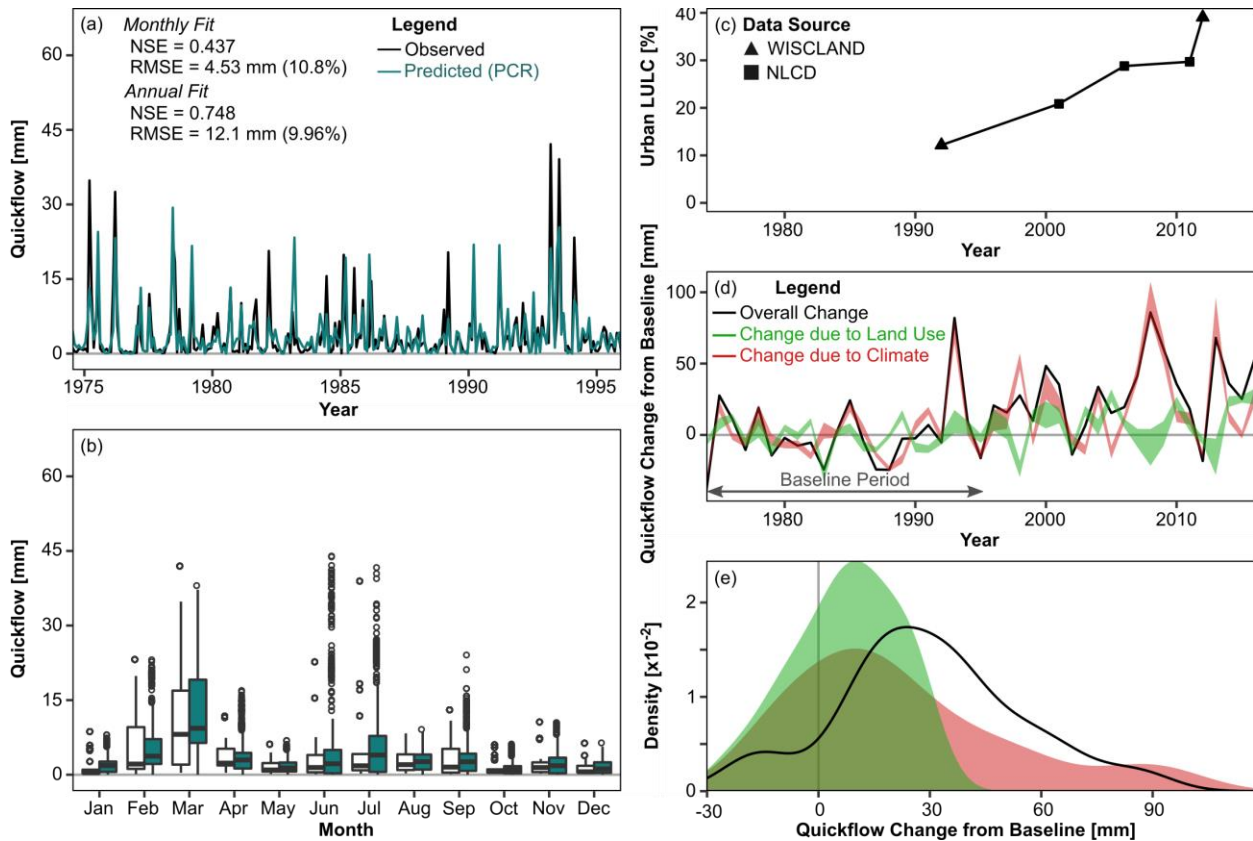 (a)
Monthly Fit
NSE = 0.437
RMSE = 4.53 mm (10.8%)
Annual Fit
NSE = 0.748
RMSE = 12.1 mm (9.96%)
Legend
Observed
Predicted (PCR)
Quickflow [mm]
60
45
30
15
0
1975 1980 1985 1990 1995
Year
(b)
Quickflow [mm]
60
45
30
15
0
Jan Feb Mar Apr May Jun Jul Aug Sep Oct Nov Dec
Month
(c)
Data Source
WISCLAND
NLCD
Urban LULC [%]
40
30
20
10
0
1980 1990 2000 2010
Year
(d)
Legend
Overall Change
Change due to Land Use
Change due to Climate
Quickflow Change from Baseline [mm]
100
50
0
Baseline Period
1980 1990 2000 2010
Year
(e)
Density [x10⁻²]
2
1
0
-30 0 30 60 90
Quickflow Change from Baseline [mm]